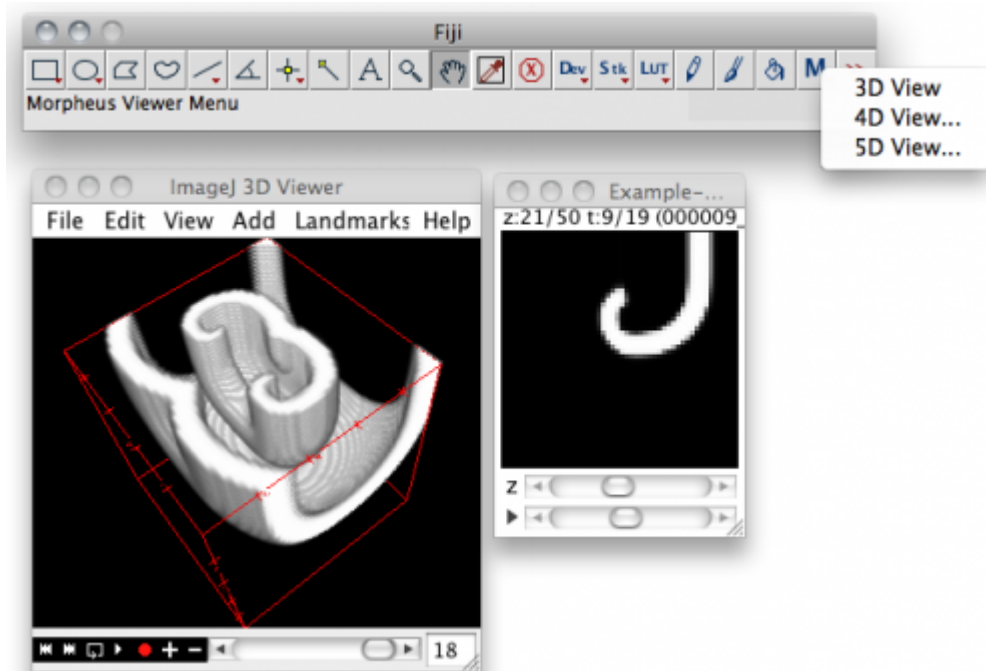 Fiji
A Dev Stk LUT M >>
Morpheus Viewer Menu
3D View
4D View...
5D View...
ImageJ 3D Viewer
File Edit View Add Landmarks Help
18
Example-...
z:21/50 t:9/19 (000009_
z